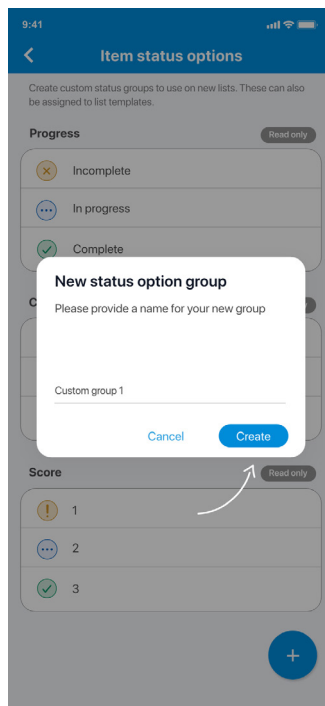 9:41
Item status options
Create custom status groups to use on new lists. These can also
be assigned to list templates.
Progress
Read only
Incomplete
In progress
Complete
New status option group
C
Please provide a name for your new group
Custom group 1
Cancel
Create
Score
Read only
1
2
3